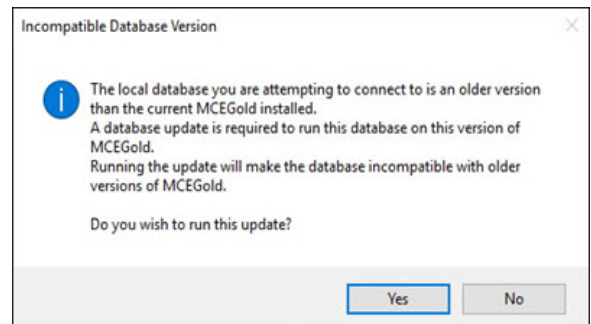 Incompatible Database Version
The local database you are attempting to connect to is an older version
than the current MCEGold installed.
A database update is required to run this database on this version of
MCEGold.
Running the update will make the database incompatible with older
versions of MCEGold.
Do you wish to run this update?
Yes No